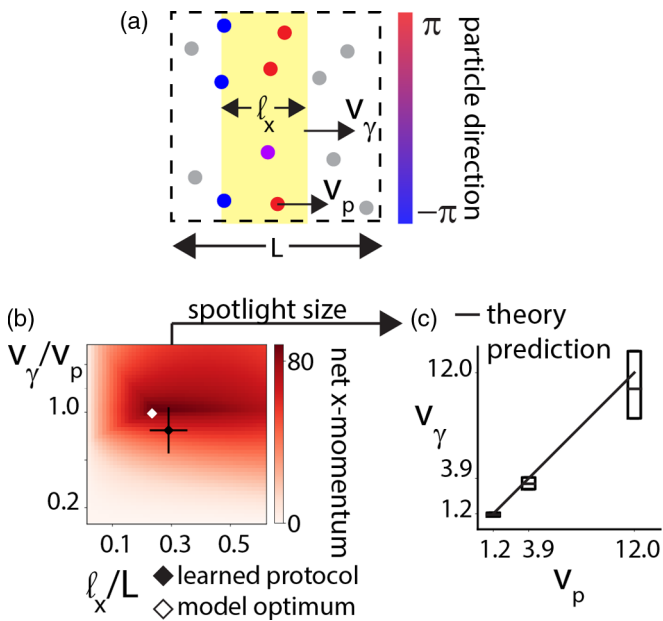 (a)
ℓx
Vγ
Vp
L
π
−π
particle direction
spotlight size
(b)
Vγ/Vp
1.0
0.2
0.1 0.3 0.5
ℓx/L
80
0
net x-momentum
◆ learned protocol
◇ model optimum
(c)
— theory
prediction
Vγ
12.0
3.9
1.2
1.2 3.9 12.0
Vp